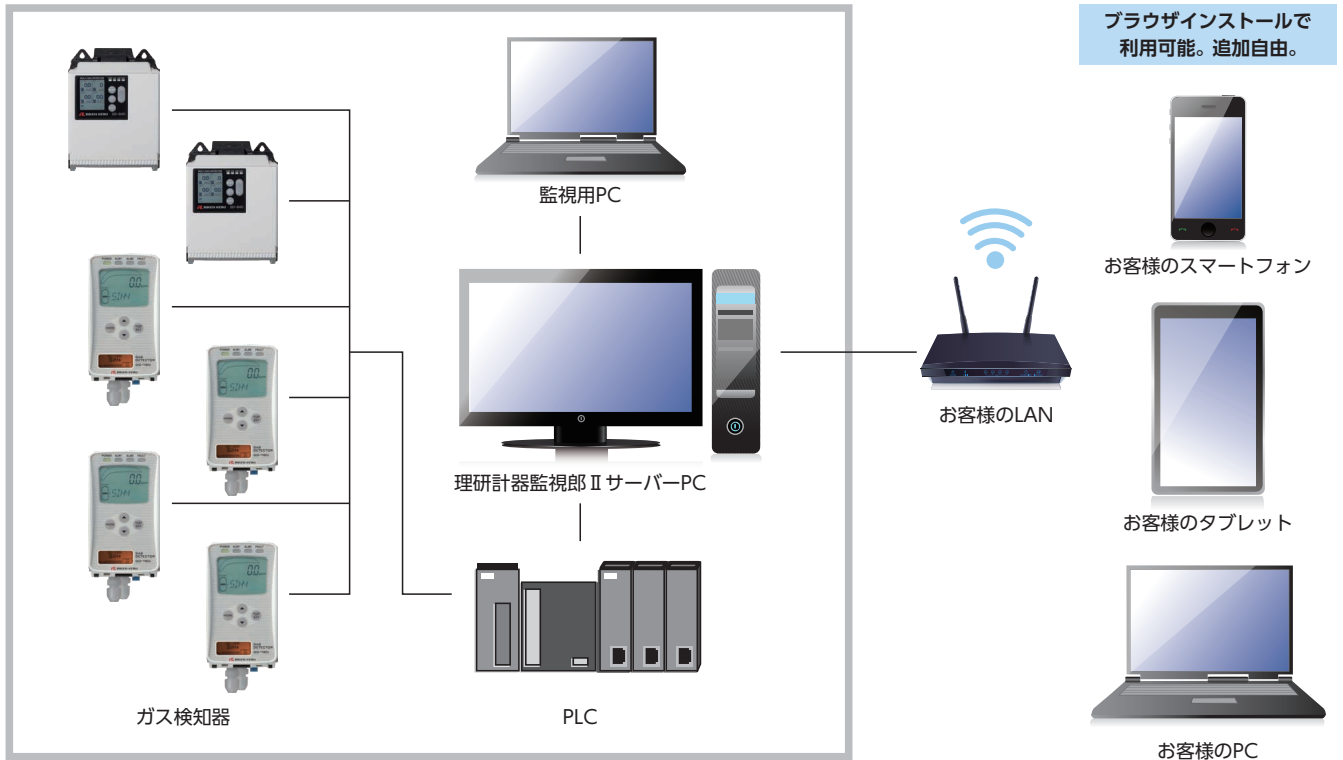 ブラウザインストールで
利用可能。追加自由。
監視用PC
お客様のスマートフォン
お客様のLAN
理研計器監視郎ⅡサーバーPC
お客様のタブレット
ガス検知器
PLC
お客様のPC